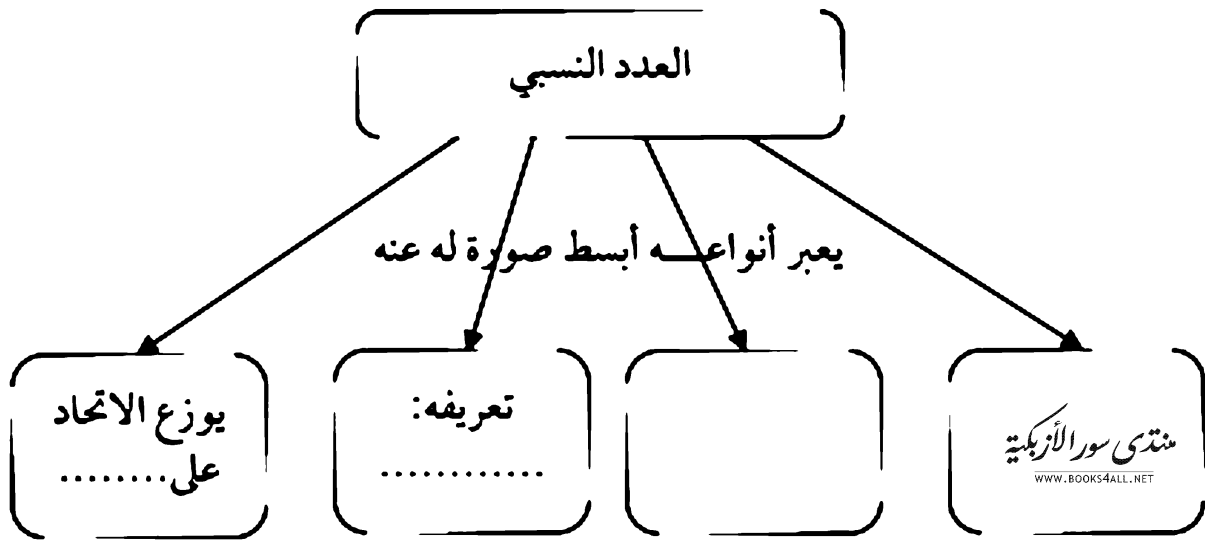 العدد النسبي
يعبر أنواعـــه أبسط صورة له عنه
منتدى سور الأزبكية
WWW.BOOKS4ALL.NET
تعريفه:
............
يوزع الاتحاد
على........